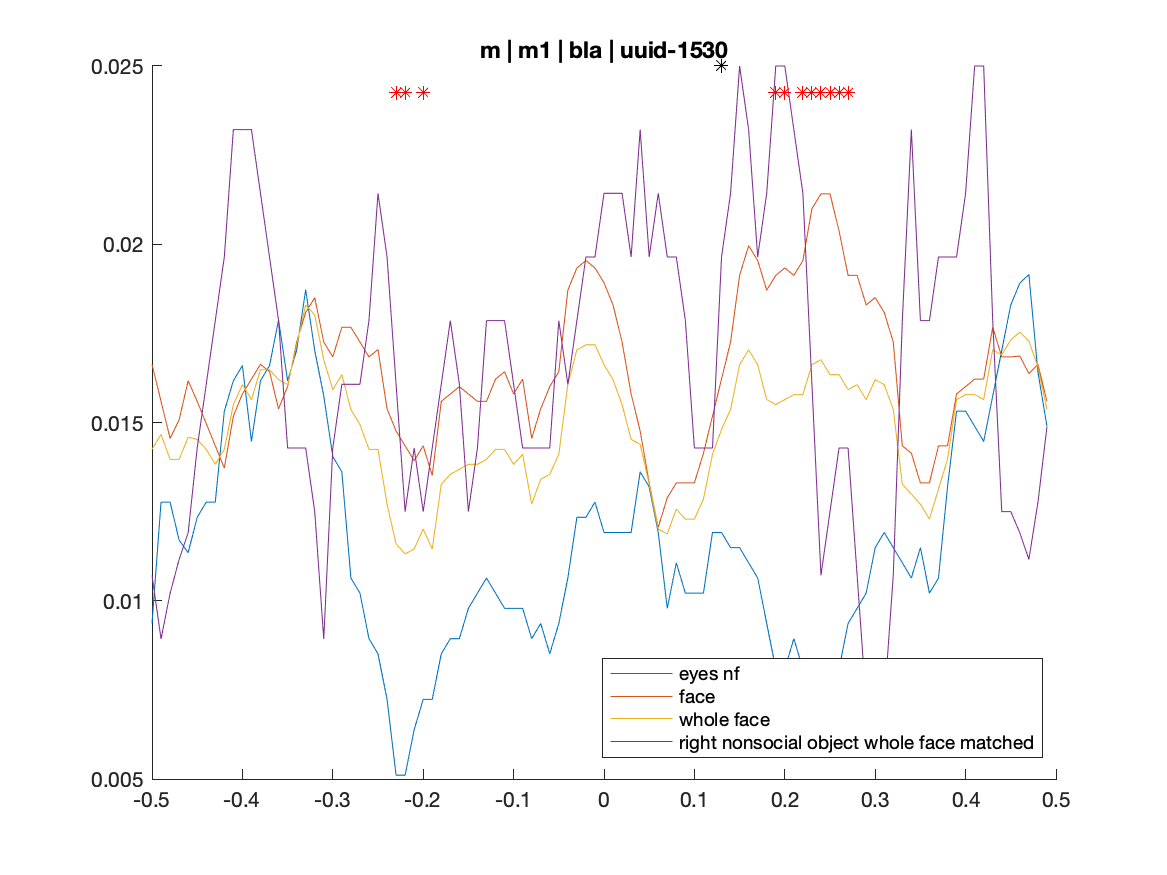 m | m1 | bla | uuid-1530
0.025
0.02
0.015
0.01
0.005
eyes nf
face
whole face
right nonsocial object whole face matched
-0.5 -0.4 -0.3 -0.2 -0.1 0 0.1 0.2 0.3 0.4 0.5